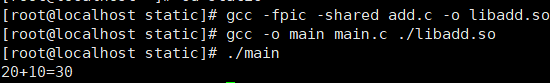 [root@localhost static]# gcc -fpic -shared add.c -o libadd.so
[root@localhost static]# gcc -o main main.c ./libadd.so
[root@localhost static]# ./main
20+10=30